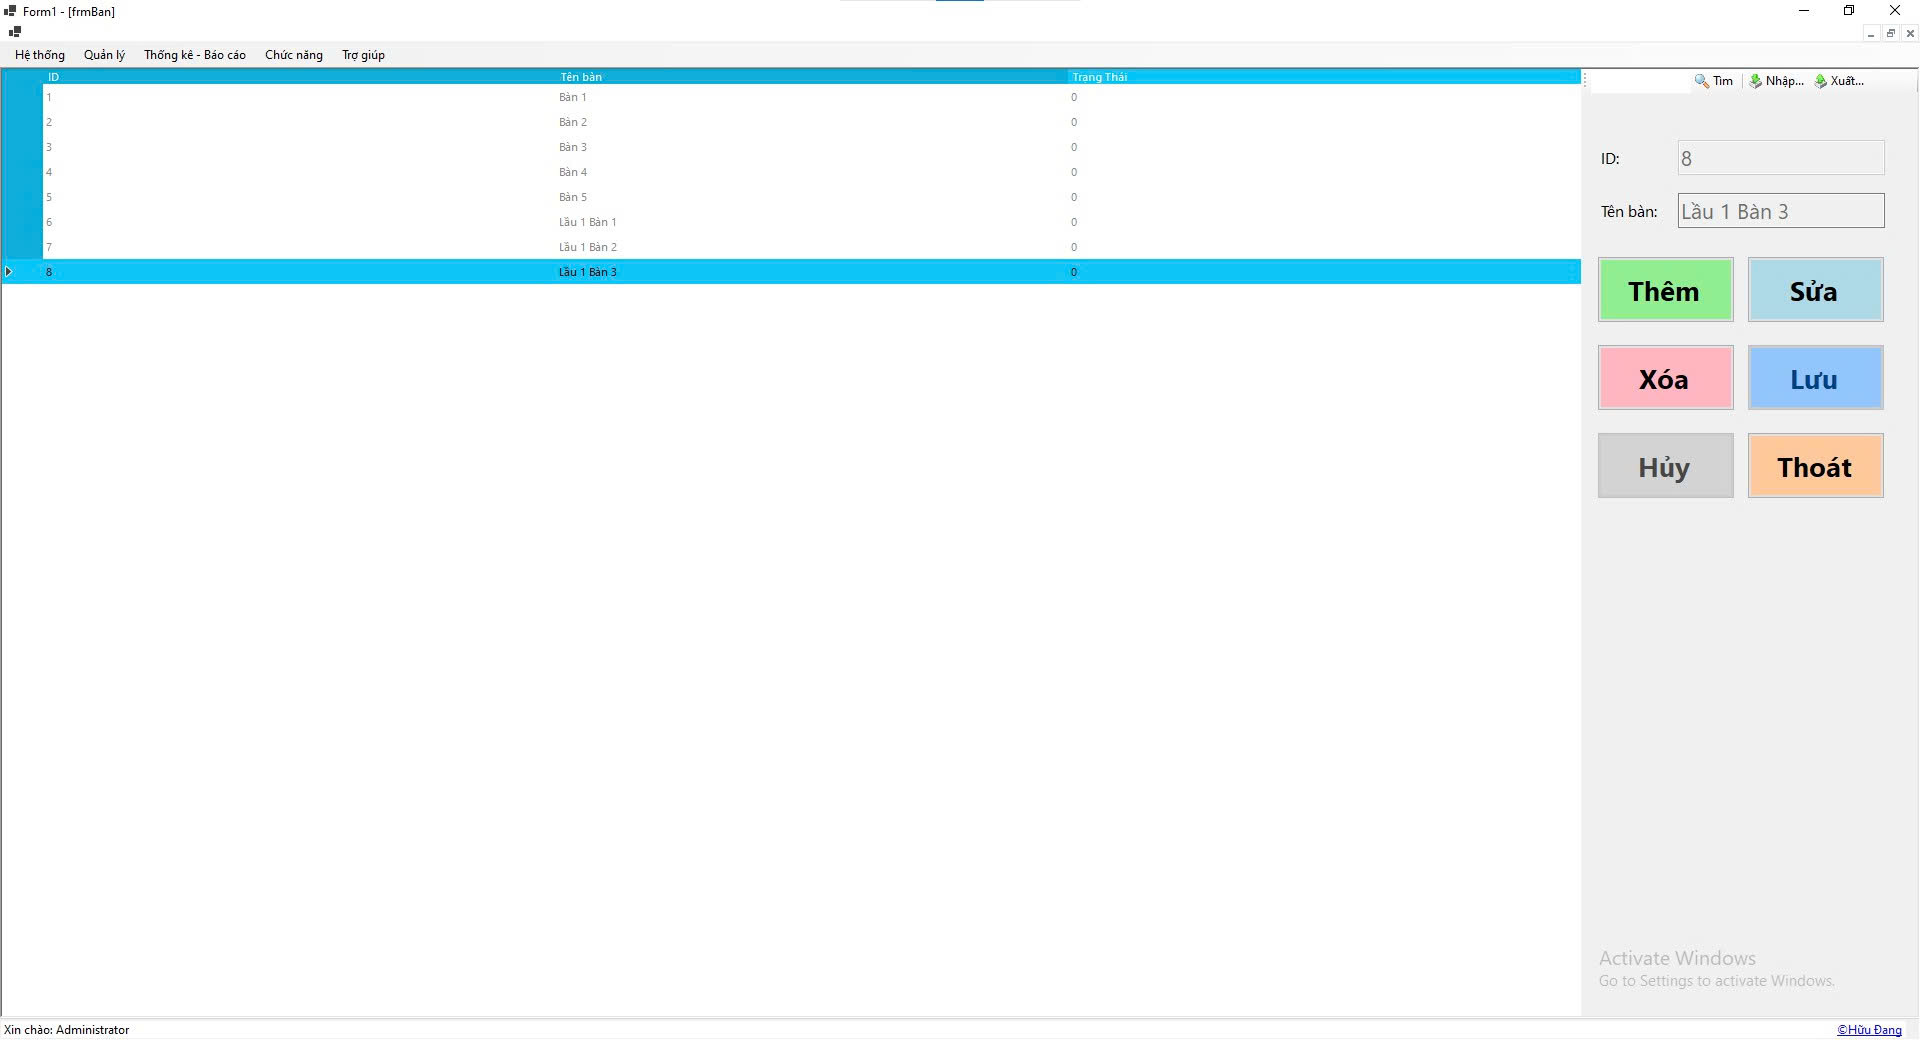 Form1 - [frmBan]
Hệ thống Quản lý Thống kê - Báo cáo Chức năng Trợ giúp
ID Tên bàn Trạng Thái
Tìm Nhập... Xuất...
1 Bàn 1 0
2 Bàn 2 0
3 Bàn 3 0
4 Bàn 4 0
5 Bàn 5 0
6 Lầu 1 Bàn 1 0
7 Lầu 1 Bàn 2 0
8 Lầu 1 Bàn 3 0
ID: 8
Tên bàn: Lầu 1 Bàn 3
Thêm Sửa
Xóa Lưu
Hủy Thoát
Activate Windows
Go to Settings to activate Windows.
Xin chào: Administrator
©Hữu Đang